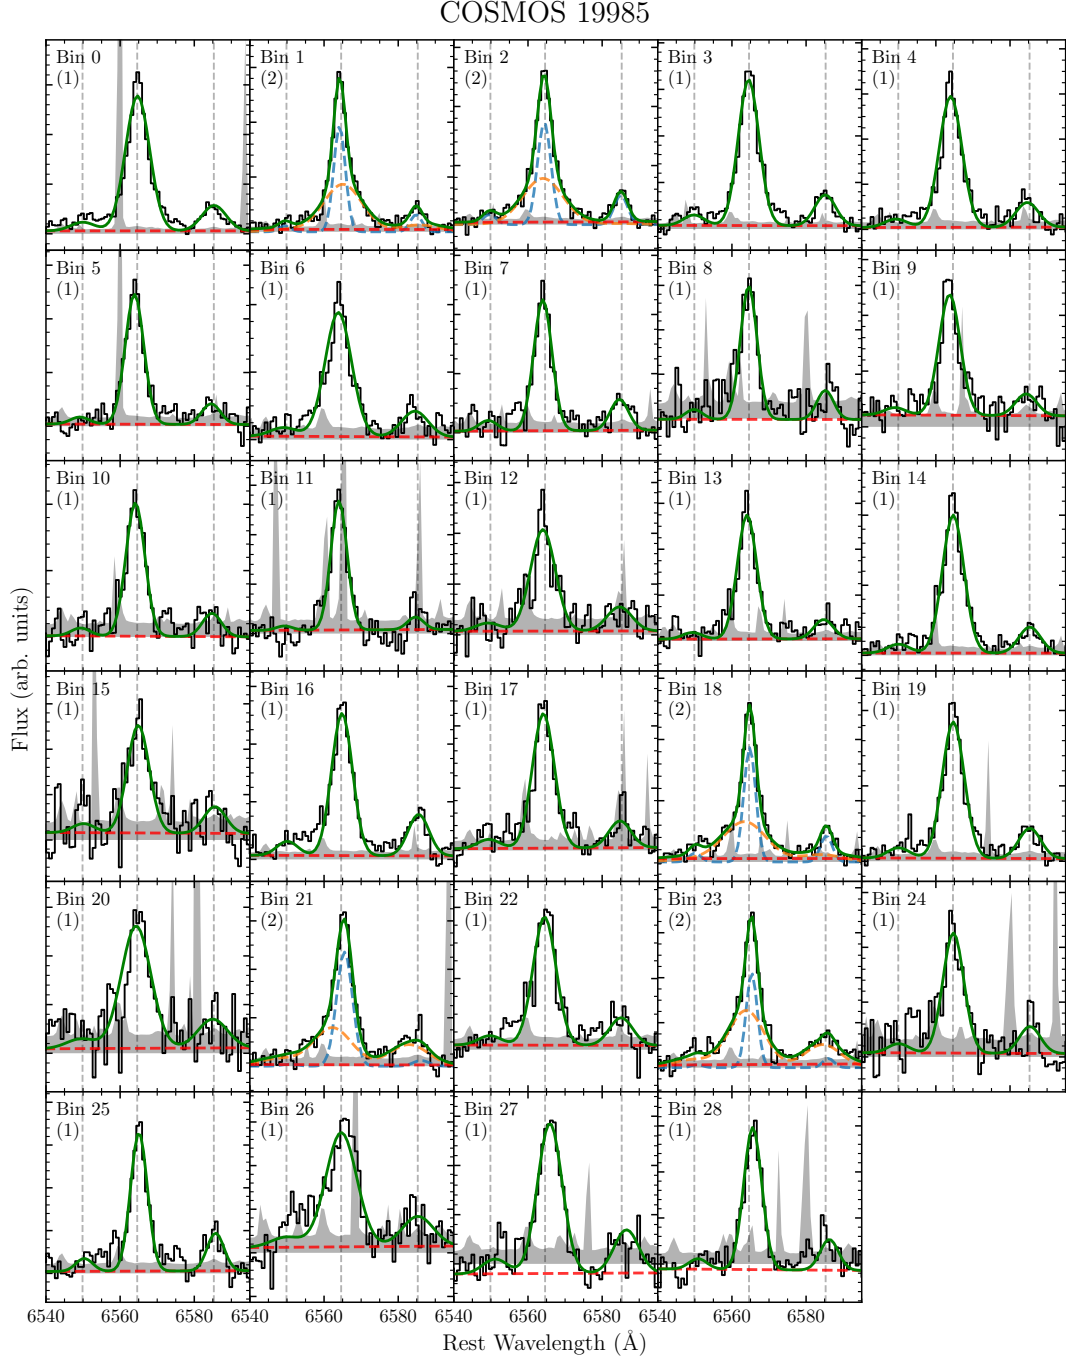 COSMOS 19985
Bin 0
(1)
Bin 1
(2)
Bin 2
(2)
Bin 3
(1)
Bin 4
(1)
Bin 5
(1)
Bin 6
(1)
Bin 7
(1)
Bin 8
(1)
Bin 9
(1)
Bin 10
(1)
Bin 11
(1)
Bin 12
(1)
Bin 13
(1)
Bin 14
(1)
Bin 15
(1)
Bin 16
(1)
Bin 17
(1)
Bin 18
(2)
Bin 19
(1)
Bin 20
(1)
Bin 21
(2)
Bin 22
(1)
Bin 23
(2)
Bin 24
(1)
Bin 25
(1)
Bin 26
(1)
Bin 27
(1)
Bin 28
(1)
Flux (arb. units)
6540 6560 6580 6540 6560 6580 6540 6560 6580 6540 6560 6580
Rest Wavelength (Å)